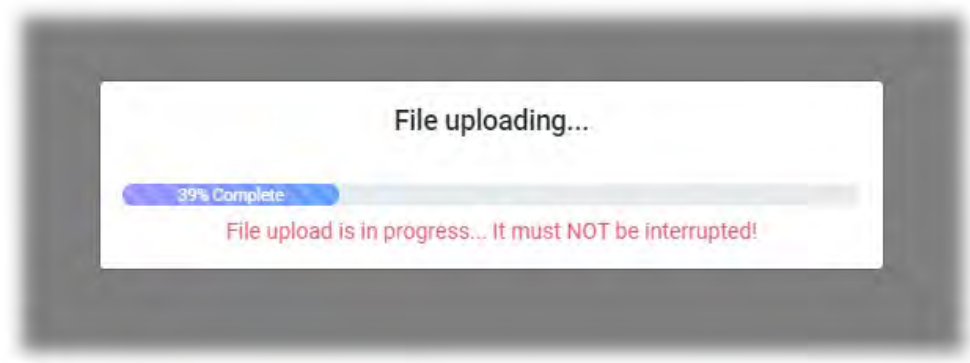 File uploading...
39% Complete
File upload is in progress... It must NOT be interrupted!